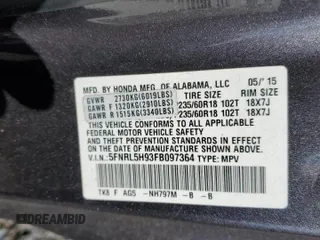 MFD. BY HONDA MFG. OF ALABAMA, LLC 05/'15
GVWR 2730KG(6019LBS) TIRE SIZE RIM SIZE
GAWR F 1320KG(2910LBS) 235/60R18 102T 18X7J
GAWR R 1515KG(3340LBS) 235/60R18 102T 18X7J
THIS VEHICLE CONFORMS TO ALL APPLICABLE
FEDERAL MOTOR VEHICLE SAFETY STANDARDS
IN EFFECT ON THE DATE OF MANUFACTURE
SHOWN ABOVE.
V.I.N: 5FNRL5H93FB097364 TYPE: MPV
TK8 F AG5 -NH797M -B -B
DREAMBID